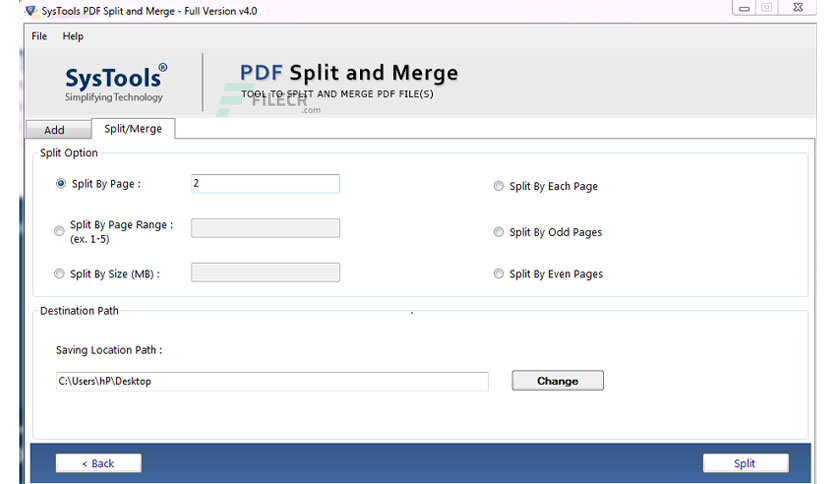 SysTools PDF Split and Merge - Full Version v4.0
File Help
SysTools®
Simplifying Technology
PDF Split and Merge
TOOL TO SPLIT AND MERGE PDF FILE(S)
FILECR
.com
Add Split/Merge
Split Option
Split By Page : 2
Split By Each Page
Split By Page Range :
(ex. 1-5)
Split By Odd Pages
Split By Size (MB) :
Split By Even Pages
Destination Path
Saving Location Path :
C:\Users\hP\Desktop
Change
< Back
Split